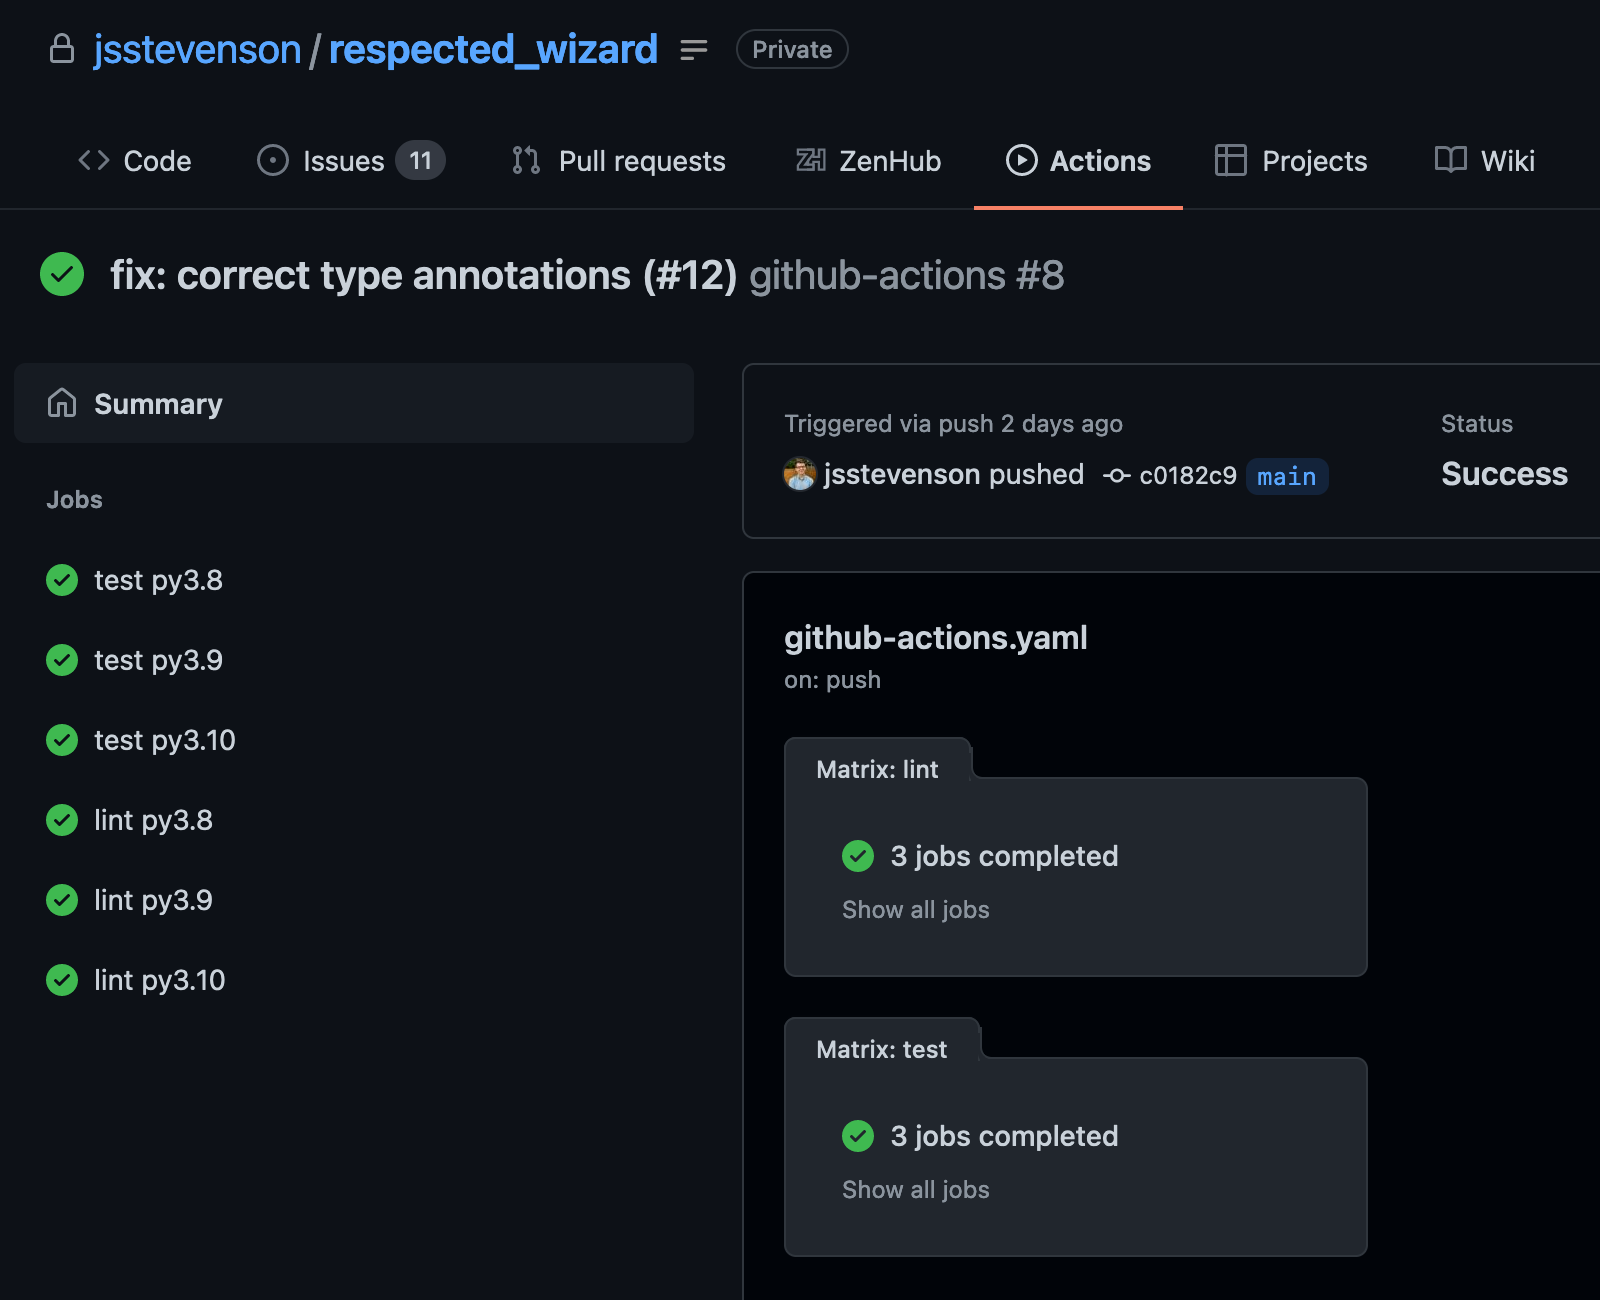 jsstevenson / respected_wizard Private
Code Issues 11 Pull requests ZenHub Actions Projects Wiki
fix: correct type annotations (#12) github-actions #8
Summary
Jobs
test py3.8
test py3.9
test py3.10
lint py3.8
lint py3.9
lint py3.10
Triggered via push 2 days ago
jsstevenson pushed c0182c9 main
Status
Success
github-actions.yaml
on: push
Matrix: lint
3 jobs completed
Show all jobs
Matrix: test
3 jobs completed
Show all jobs